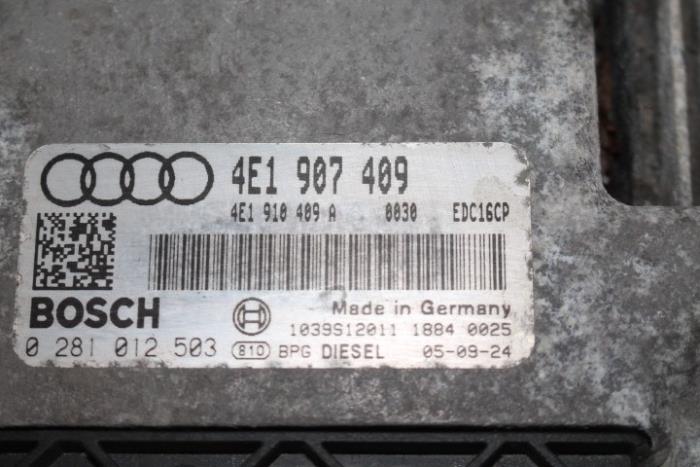 4E1 907 409
4E1 910 409 A 0030 EDC16CP
BOSCH
Made in Germany
1039S12011 1884 0025
0 281 012 503 810 BPG DIESEL 05-09-24